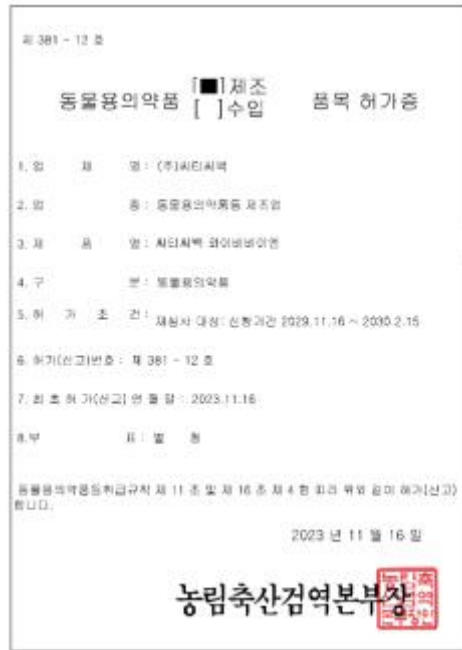 제 381 - 12 호
동물용의약품 [■]제조 [ ]수입 품목 허가증
1. 업 체 명 : (주)씨티씨백
2. 업 종 : 동물용의약품등 제조업
3. 제 품 명 : 씨티씨백 와이비바이엔
4. 구 분 : 동물용의약품
5. 허 가 조 건 : 재심사 대상: 신청기간 2029.11.16 ~ 2030.2.15
6. 허가(신고)번호 : 제 381 - 12 호
7. 최 초 허 가(신고) 연 월 일 : 2023.11.16
8. 부 표 : 별 첨
동물용의약품등취급규칙 제 11 조 및 제 16 조 제 4 항 따라 위와 같이 허가(신고)
합니다.
2023 년 11 월 16 일
농림축산검역본부장